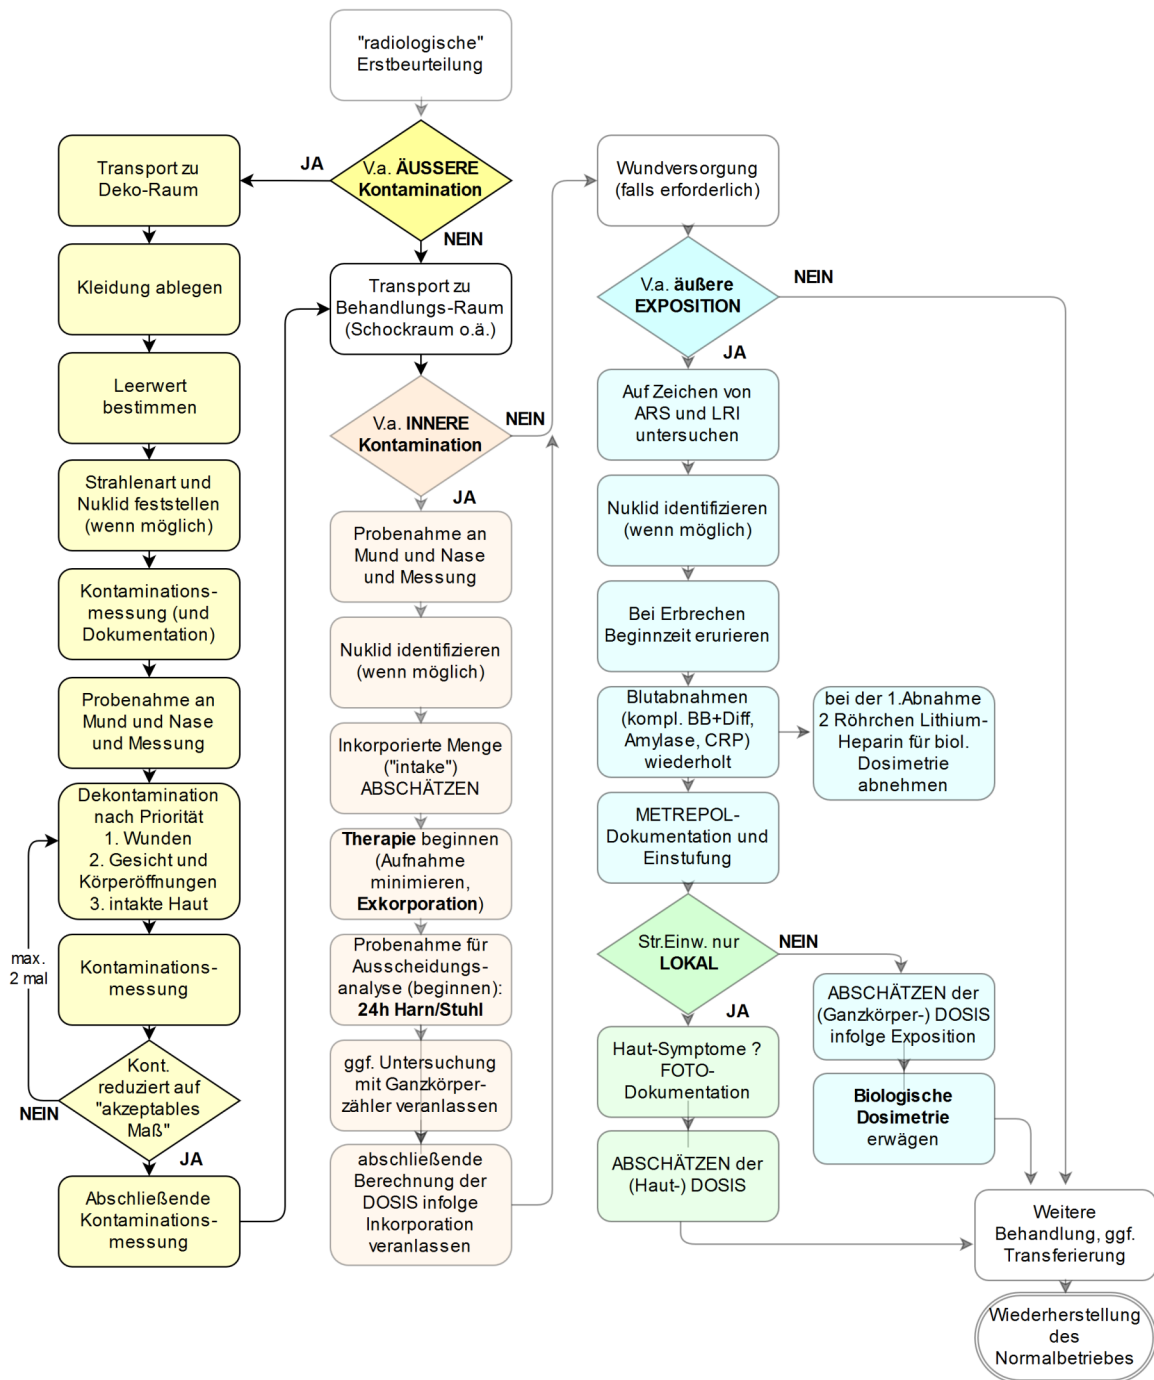 "radiologische"
Erstbeurteilung
V.a. ÄUSSERE
Kontamination
JA
NEIN
Transport zu
Deko-Raum
Kleidung ablegen
Leerwert
bestimmen
Strahlenart und
Nuklid feststellen
(wenn möglich)
Kontaminations-
messung (und
Dokumentation)
Probenahme an
Mund und Nase
und Messung
Dekontamination
nach Priorität
1. Wunden
2. Gesicht und
Körperöffnungen
3. intakte Haut
max.
2 mal
Kontaminations-
messung
Kont.
reduziert auf
"akzeptables
Maß"
NEIN
JA
Abschließende
Kontaminations-
messung
Transport zu
Behandlungs-Raum
(Schockraum o.ä.)
V.a. INNERE
Kontamination
NEIN
JA
Probenahme an
Mund und Nase
und Messung
Nuklid identifizieren
(wenn möglich)
Inkorporierte Menge
("intake")
ABSCHÄTZEN
Therapie beginnen
(Aufnahme
minimieren,
Exkorporation)
Probenahme für
Ausscheidungs-
analyse (beginnen):
24h Harn/Stuhl
ggf. Untersuchung
mit Ganzkörper-
zähler veranlassen
abschließende
Berechnung der
DOSIS infolge
Inkorporation
veranlassen
Wundversorgung
(falls erforderlich)
V.a. äußere
EXPOSITION
NEIN
JA
Auf Zeichen von
ARS und LRI
untersuchen
Nuklid identifizieren
(wenn möglich)
Bei Erbrechen
Beginnzeit erurieren
Blutabnahmen
(kompl. BB+Diff,
Amylase, CRP)
wiederholt
bei der 1.Abnahme
2 Röhrchen Lithium-
Heparin für biol.
Dosimetrie
abnehmen
METREPOL-
Dokumentation und
Einstufung
Str.Einw. nur
LOKAL
NEIN
JA
Haut-Symptome ?
FOTO-
Dokumentation
ABSCHÄTZEN der
(Haut-) DOSIS
ABSCHÄTZEN der
(Ganzkörper-) DOSIS
infolge Exposition
Biologische
Dosimetrie
erwägen
Weitere
Behandlung, ggf.
Transferierung
Wiederherstellung
des
Normalbetriebes